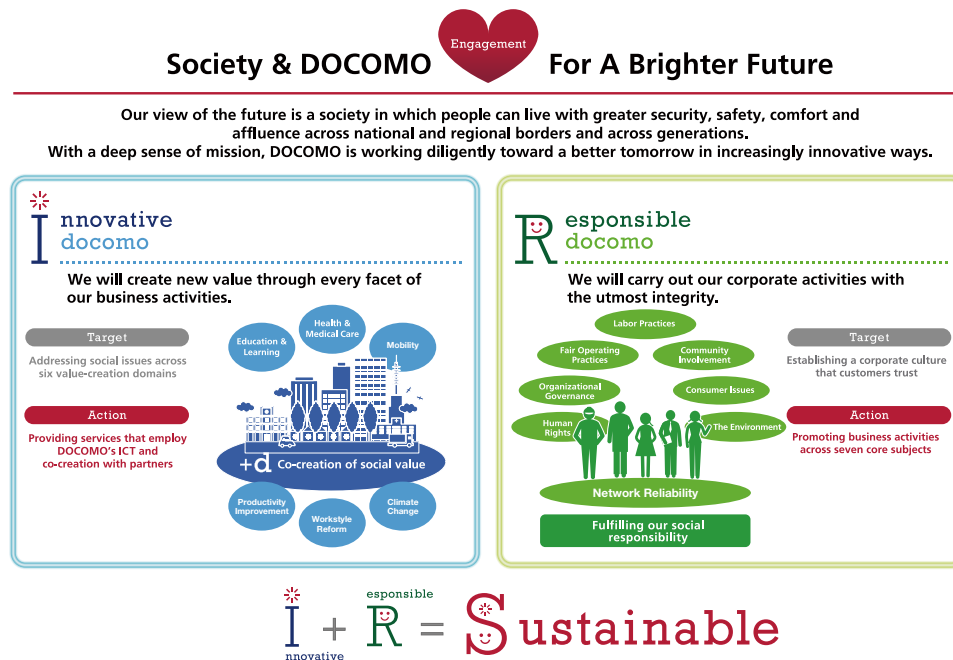 Society & DOCOMO Engagement For A Brighter Future
Our view of the future is a society in which people can live with greater security, safety, comfort and
affluence across national and regional borders and across generations.
With a deep sense of mission, DOCOMO is working diligently toward a better tomorrow in increasingly innovative ways.
Innovative
docomo
We will create new value through every facet of
our business activities.
Target
Addressing social issues across
six value-creation domains
Action
Providing services that employ
DOCOMO's ICT and
co-creation with partners
Education &
Learning
Health &
Medical Care
Mobility
+d Co-creation of social value
Productivity
Improvement
Workstyle
Reform
Climate
Change
Responsible
docomo
We will carry out our corporate activities with
the utmost integrity.
Labor Practices
Fair Operating
Practices
Community
Involvement
Organizational
Governance
Consumer Issues
Human
Rights
The Environment
Network Reliability
Fulfilling our social
responsibility
Target
Establishing a corporate culture
that customers trust
Action
Promoting business activities
across seven core subjects
Innovative + Responsible = Sustainable